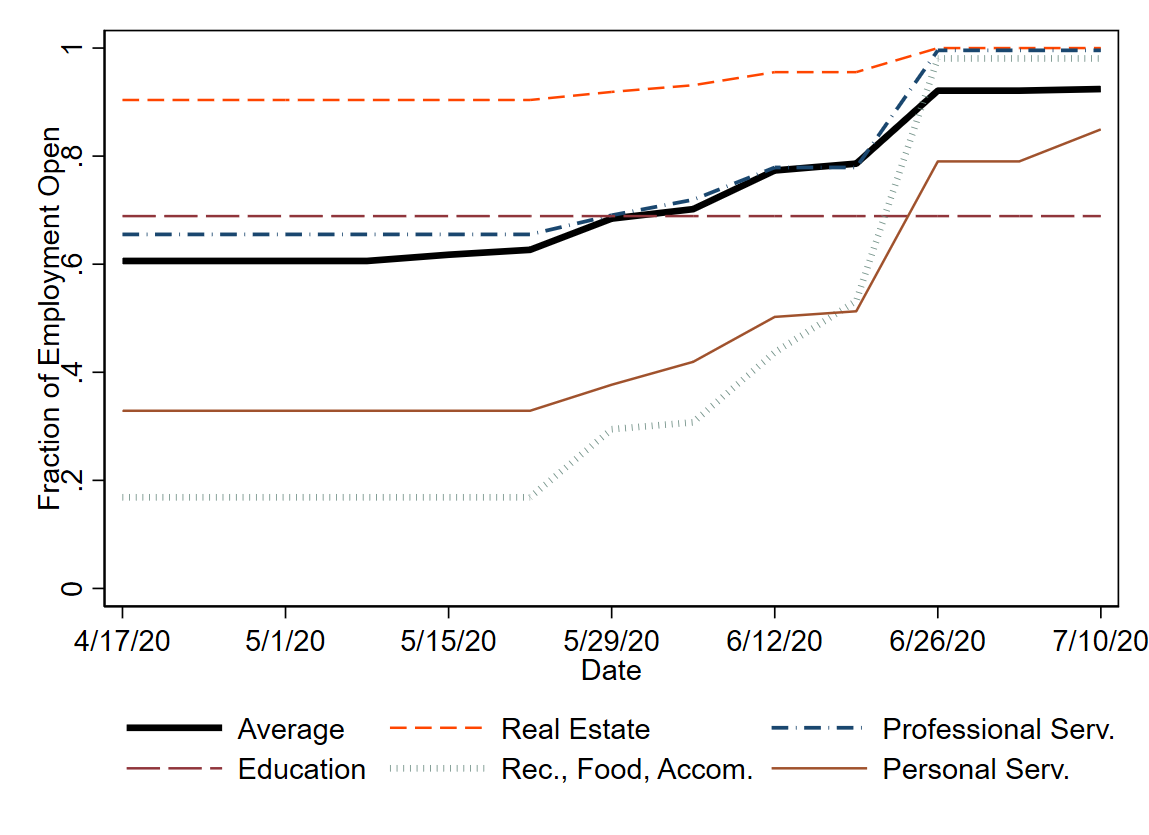 Fraction of Employment Open
1
.8
.6
.4
.2
0
4/17/20 5/1/20 5/15/20 5/29/20 6/12/20 6/26/20 7/10/20
Date
Average Real Estate Professional Serv.
Education Rec., Food, Accom. Personal Serv.